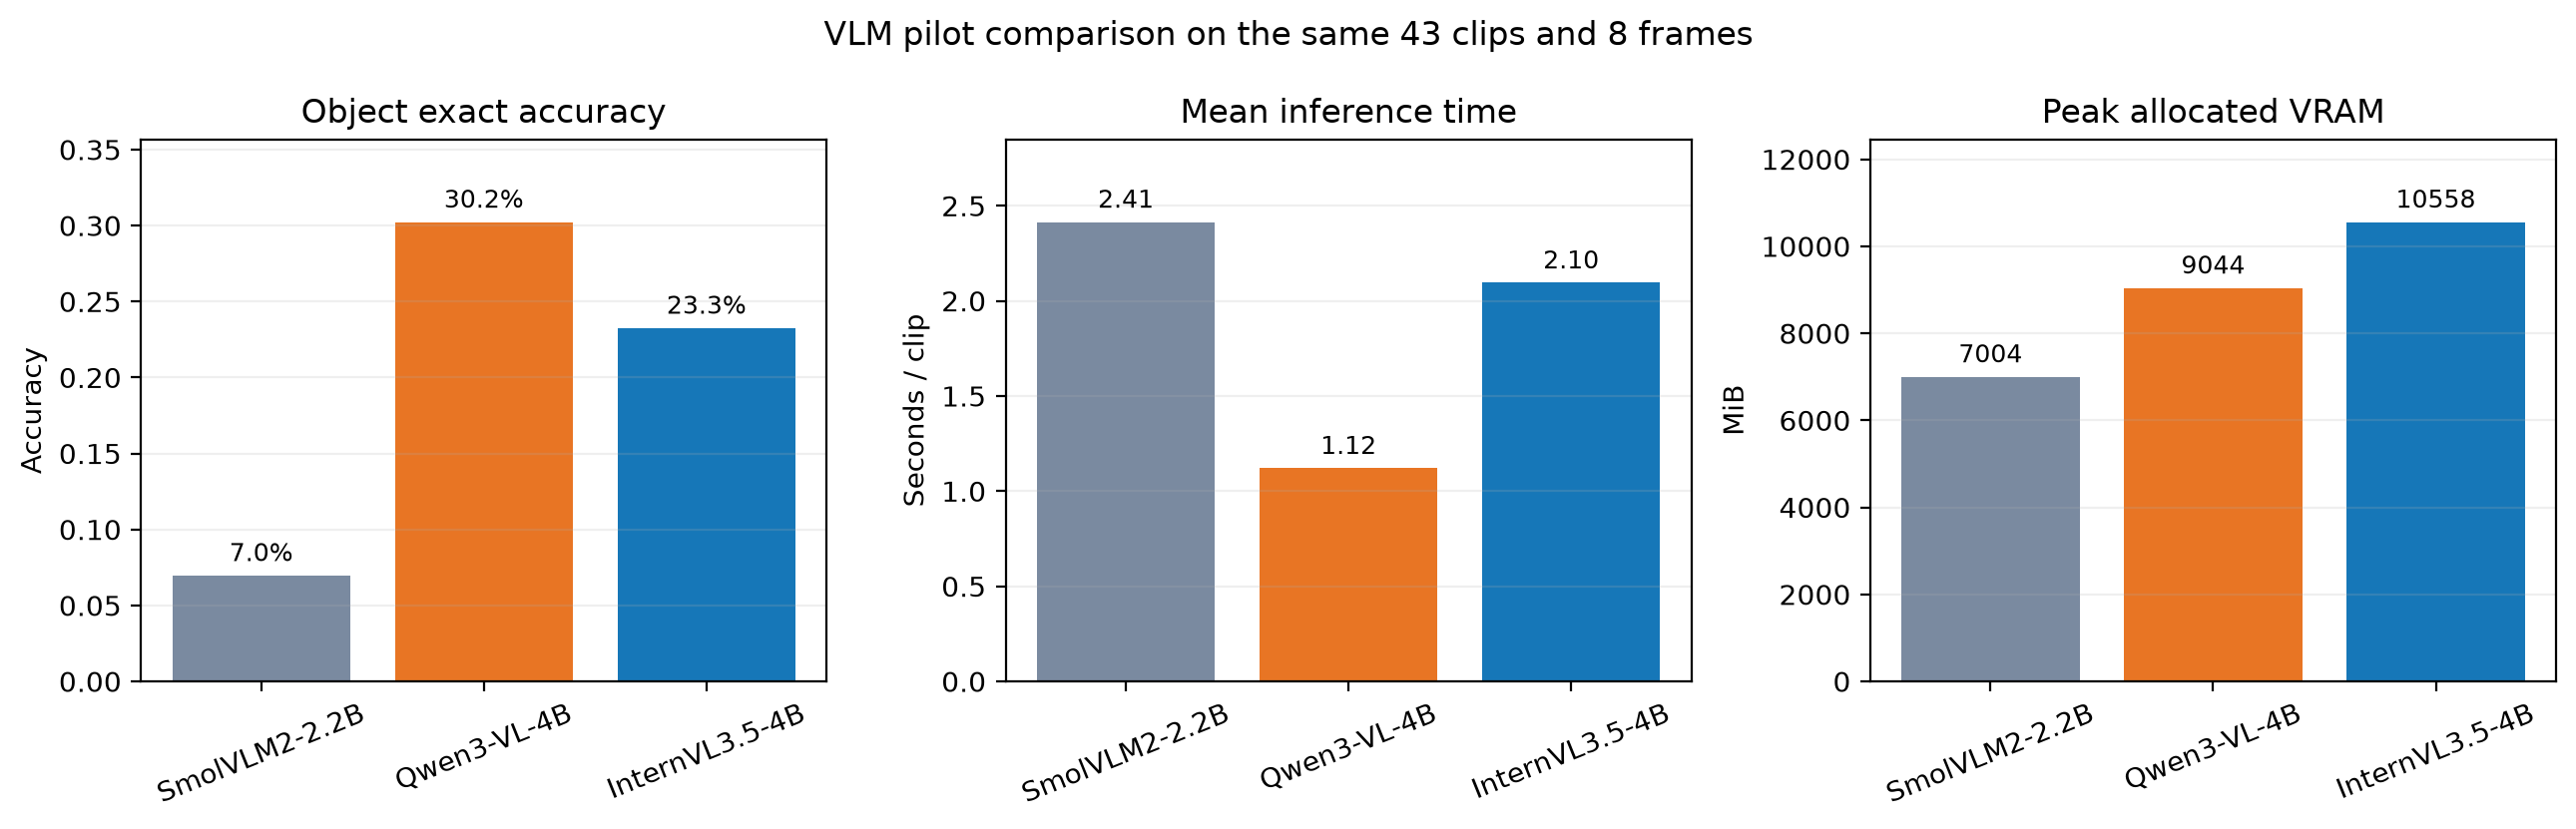 VLM pilot comparison on the same 43 clips and 8 frames
Object exact accuracy
Accuracy
0.35
0.30
0.25
0.20
0.15
0.10
0.05
0.00
7.0%
30.2%
23.3%
SmolVLM2-2.2B
Qwen3-VL-4B
InternVL3.5-4B
Mean inference time
Seconds / clip
2.5
2.0
1.5
1.0
0.5
0.0
2.41
1.12
2.10
SmolVLM2-2.2B
Qwen3-VL-4B
InternVL3.5-4B
Peak allocated VRAM
MiB
12000
10000
8000
6000
4000
2000
0
7004
9044
10558
SmolVLM2-2.2B
Qwen3-VL-4B
InternVL3.5-4B